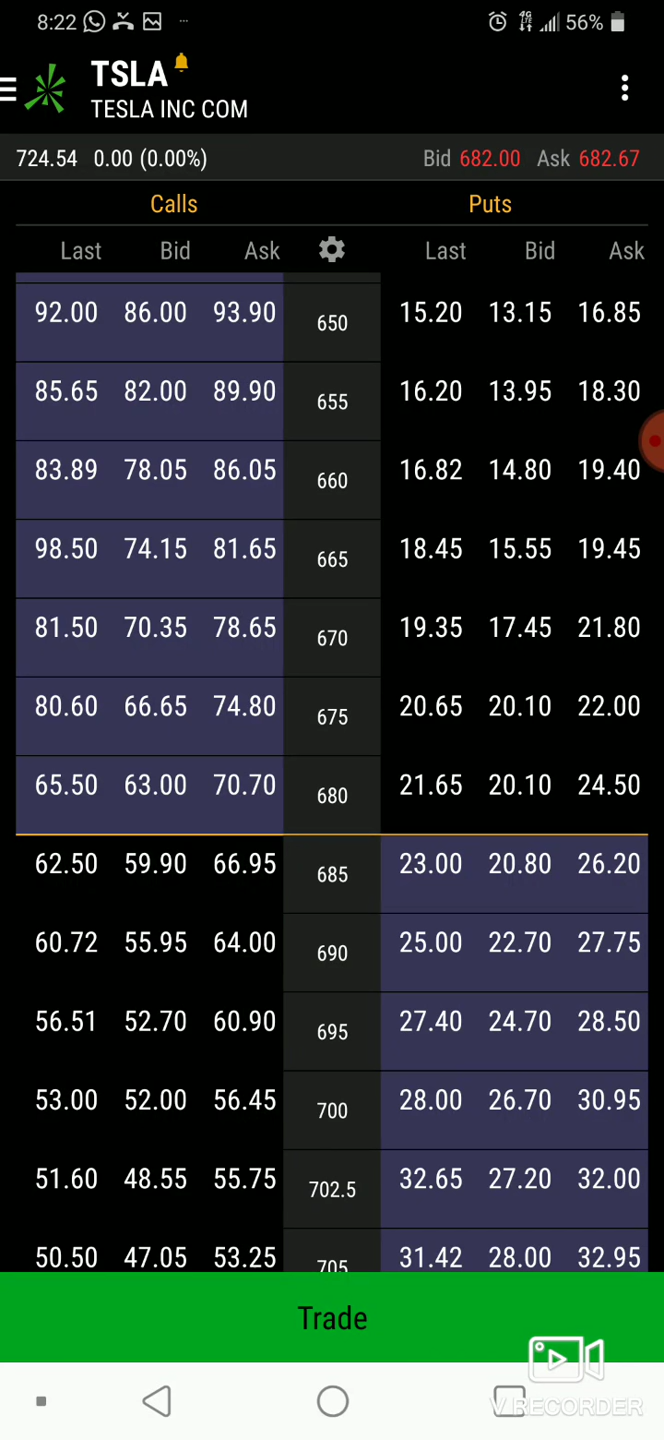 8:22 ... 4G LTE 56%
TSLA
TESLA INC COM
724.54 0.00 (0.00%) Bid 682.00 Ask 682.67
Calls Puts
Last Bid Ask Last Bid Ask
92.00 86.00 93.90 650 15.20 13.15 16.85
85.65 82.00 89.90 655 16.20 13.95 18.30
83.89 78.05 86.05 660 16.82 14.80 19.40
98.50 74.15 81.65 665 18.45 15.55 19.45
81.50 70.35 78.65 670 19.35 17.45 21.80
80.60 66.65 74.80 675 20.65 20.10 22.00
65.50 63.00 70.70 680 21.65 20.10 24.50
62.50 59.90 66.95 685 23.00 20.80 26.20
60.72 55.95 64.00 690 25.00 22.70 27.75
56.51 52.70 60.90 695 27.40 24.70 28.50
53.00 52.00 56.45 700 28.00 26.70 30.95
51.60 48.55 55.75 702.5 32.65 27.20 32.00
50.50 47.05 53.25 705 31.42 28.00 32.95
Trade
V RECORDER